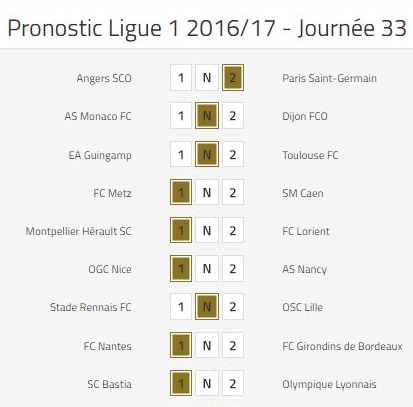 Pronostic Ligue 1 2016/17 - Journée 33
Angers SCO 1 N 2 Paris Saint-Germain
AS Monaco FC 1 N 2 Dijon FCO
EA Guingamp 1 N 2 Toulouse FC
FC Metz 1 N 2 SM Caen
Montpellier Hérault SC 1 N 2 FC Lorient
OGC Nice 1 N 2 AS Nancy
Stade Rennais FC 1 N 2 OSC Lille
FC Nantes 1 N 2 FC Girondins de Bordeaux
SC Bastia 1 N 2 Olympique Lyonnais